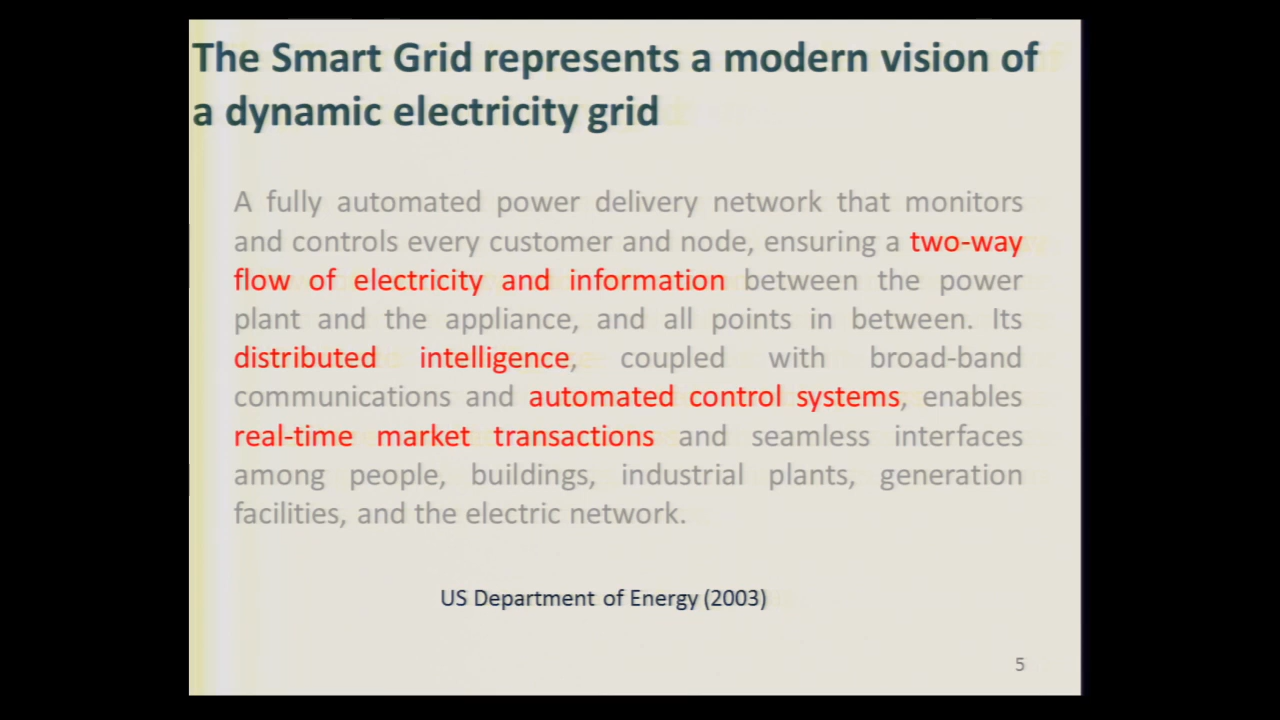 The Smart Grid represents a modern vision of
a dynamic electricity grid
A fully automated power delivery network that monitors
and controls every customer and node, ensuring a two-way
flow of electricity and information between the power
plant and the appliance, and all points in between. Its
distributed intelligence, coupled with broad-band
communications and automated control systems, enables
real-time market transactions and seamless interfaces
among people, buildings, industrial plants, generation
facilities, and the electric network.
US Department of Energy (2003)
5